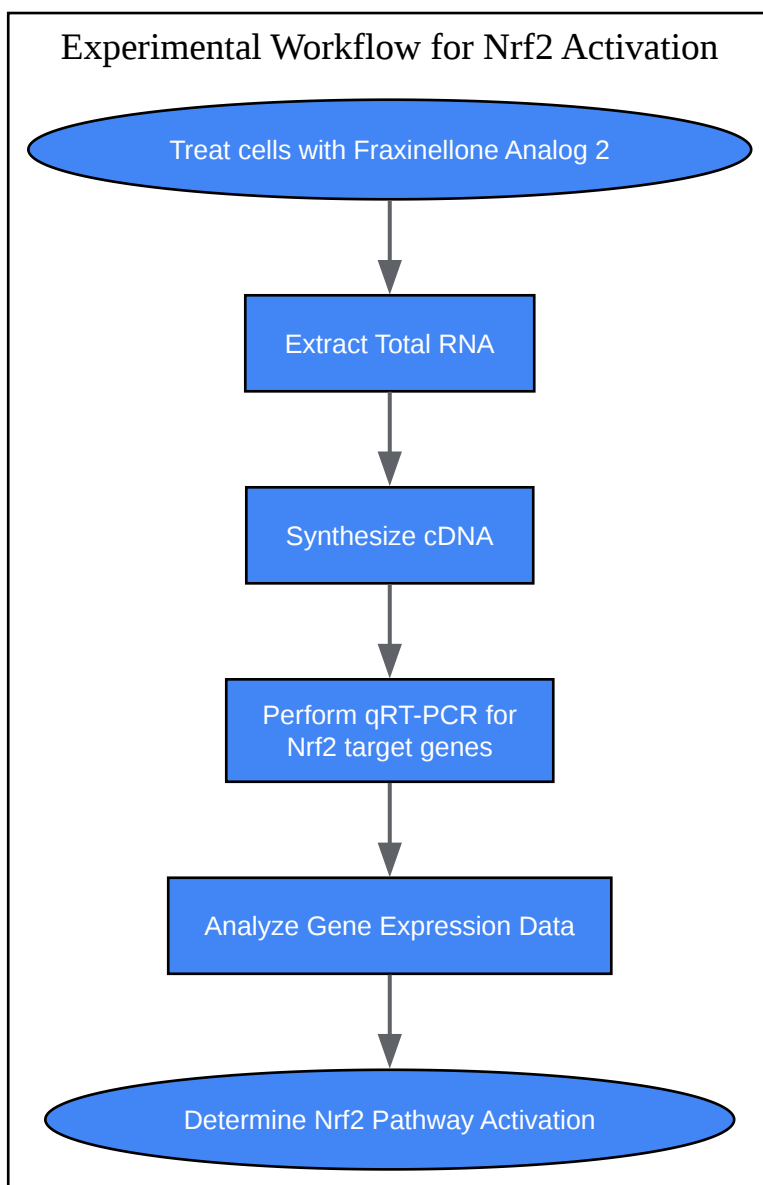 Experimental Workflow for Nrf2 Activation
Treat cells with Fraxinellone Analog 2
Extract Total RNA
Synthesize cDNA
Perform qRT-PCR for
Nrf2 target genes
Analyze Gene Expression Data
Determine Nrf2 Pathway Activation